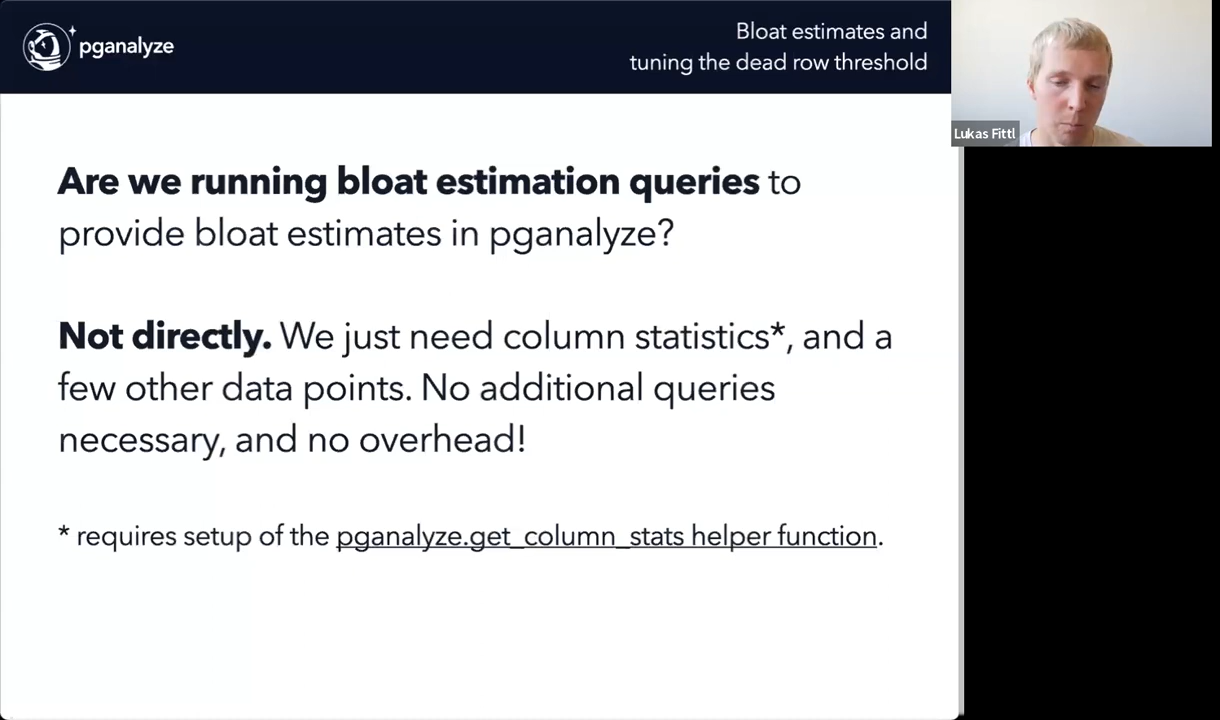 pganalyze
Bloat estimates and
tuning the dead row threshold
Lukas Fittl
Are we running bloat estimation queries to
provide bloat estimates in pganalyze?
Not directly. We just need column statistics*, and a
few other data points. No additional queries
necessary, and no overhead!
* requires setup of the pganalyze.get_column_stats helper function.